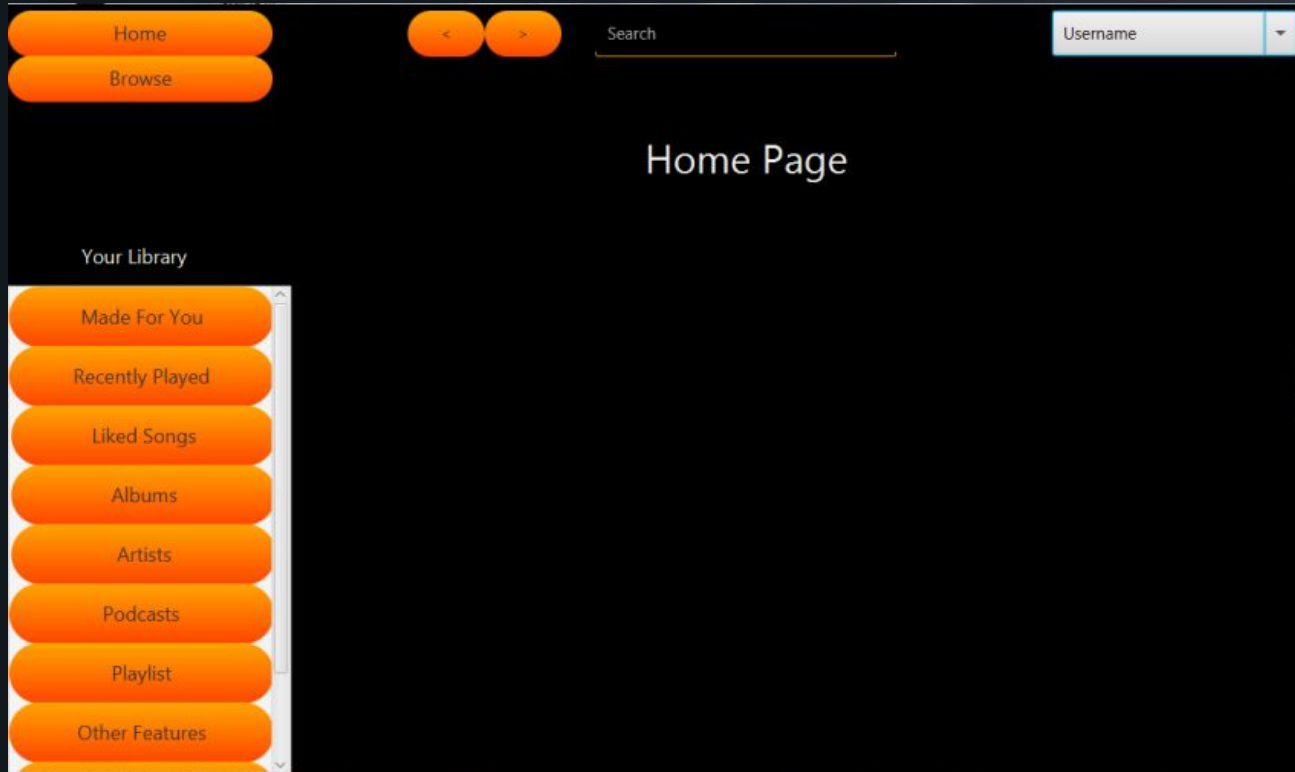 Home
< >
Search
Username
Browse
Home Page
Your Library
Made For You
Recently Played
Liked Songs
Albums
Artists
Podcasts
Playlist
Other Features